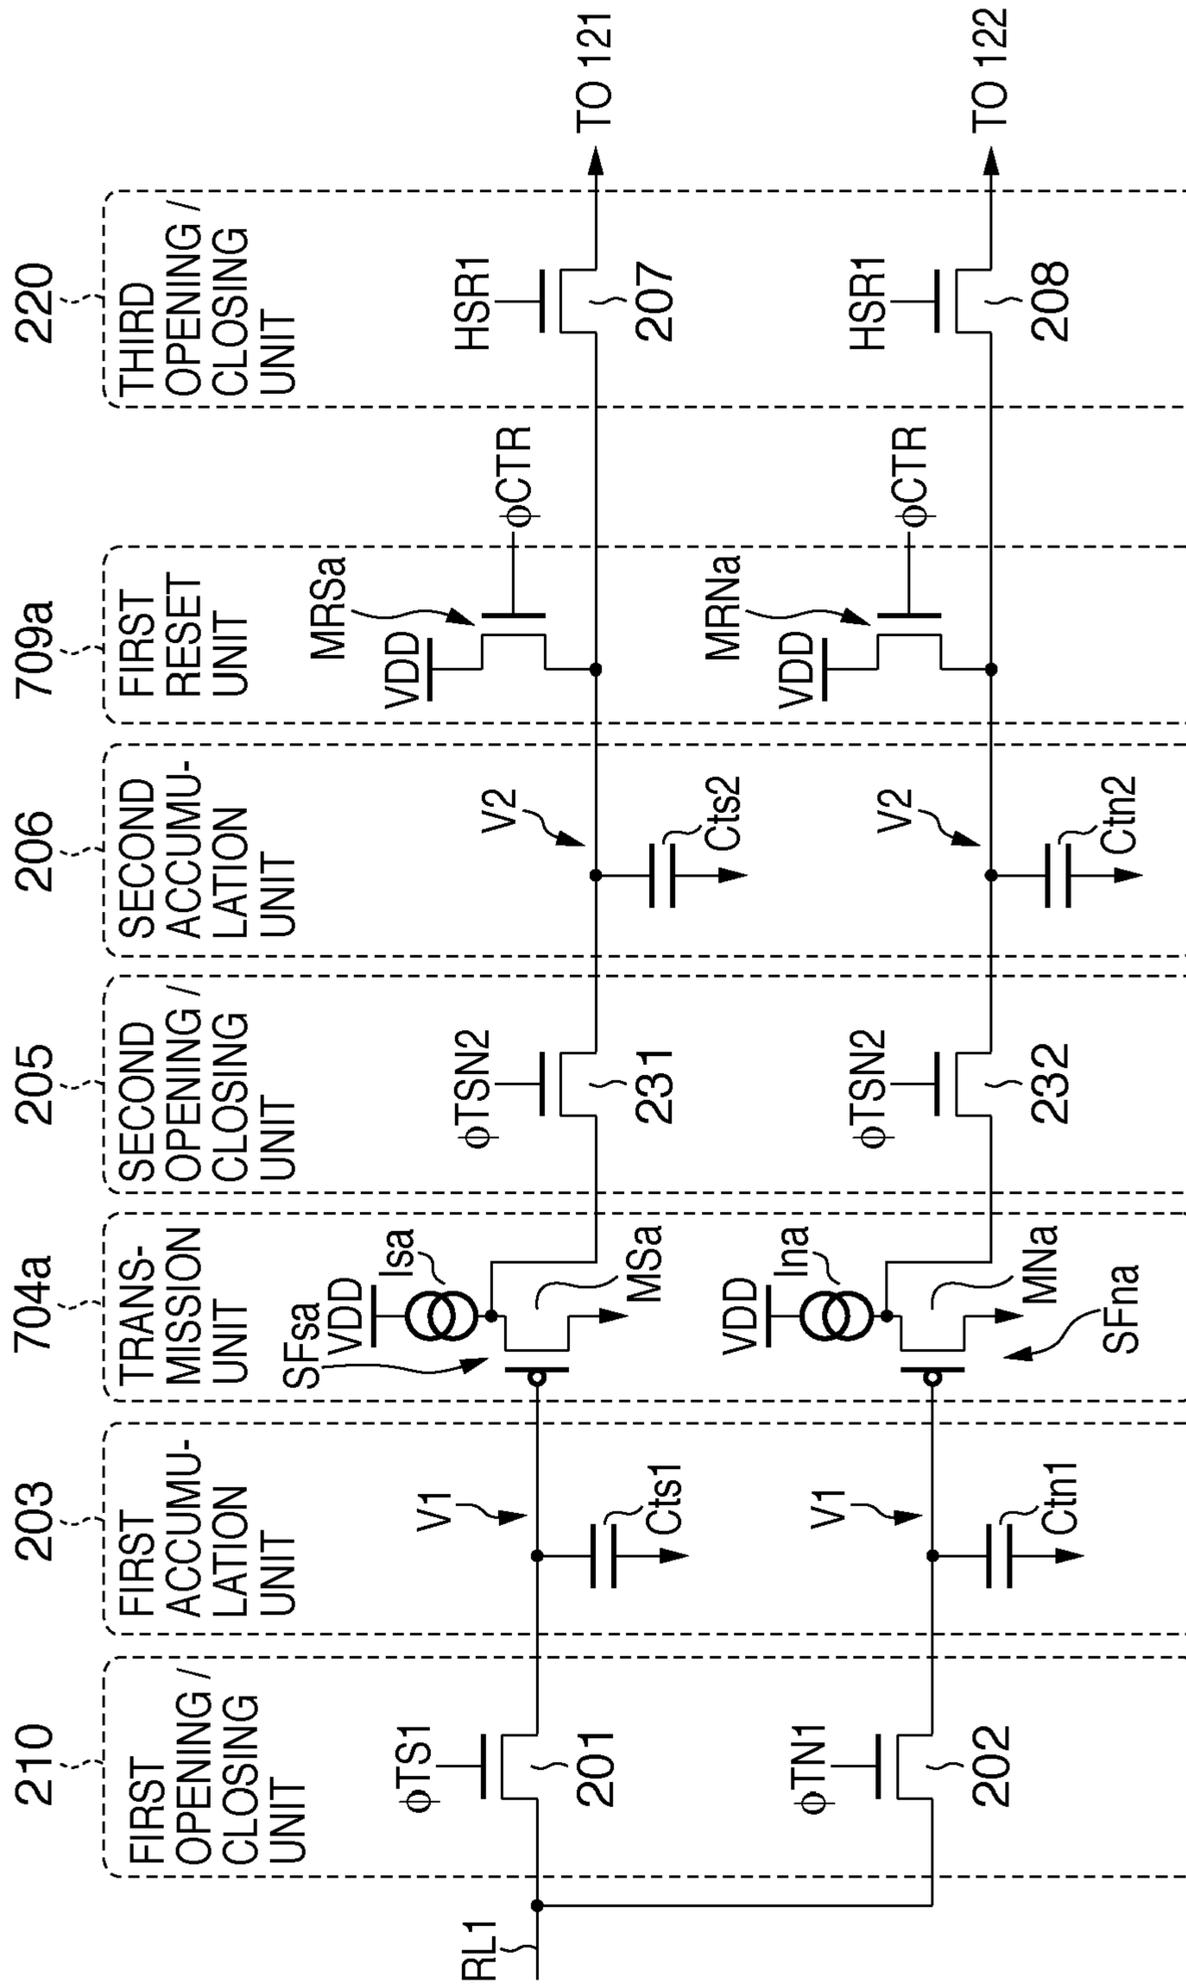 210
FIRST
OPENING /
CLOSING
UNIT
203
FIRST
ACCUMU-
LATION
UNIT
704a
TRANS-
MISSION
UNIT
205
SECOND
OPENING /
CLOSING
UNIT
206
SECOND
ACCUMU-
LATION
UNIT
709a
FIRST
RESET
UNIT
220
THIRD
OPENING /
CLOSING
UNIT
RL1
ϕTS1
201
V1
Cts1
SFsa
VDD
Isa
MSa
ϕTSN2
231
V2
Cts2
VDD
MRSa
ϕCTR
HSR1
207
TO 121
ϕTN1
202
V1
Ctn1
VDD
Ina
MNa
SFna
ϕTSN2
232
V2
Ctn2
VDD
MRNa
ϕCTR
HSR1
208
TO 122